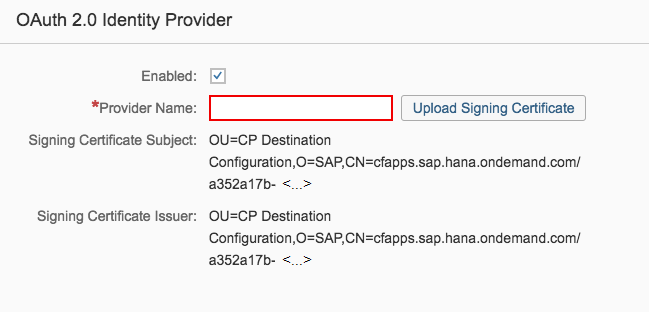 OAuth 2.0 Identity Provider
Enabled:
*Provider Name: Upload Signing Certificate
Signing Certificate Subject: OU=CP Destination
Configuration,O=SAP,CN=cfapps.sap.hana.ondemand.com/
a352a17b- <...>
Signing Certificate Issuer: OU=CP Destination
Configuration,O=SAP,CN=cfapps.sap.hana.ondemand.com/
a352a17b- <...>